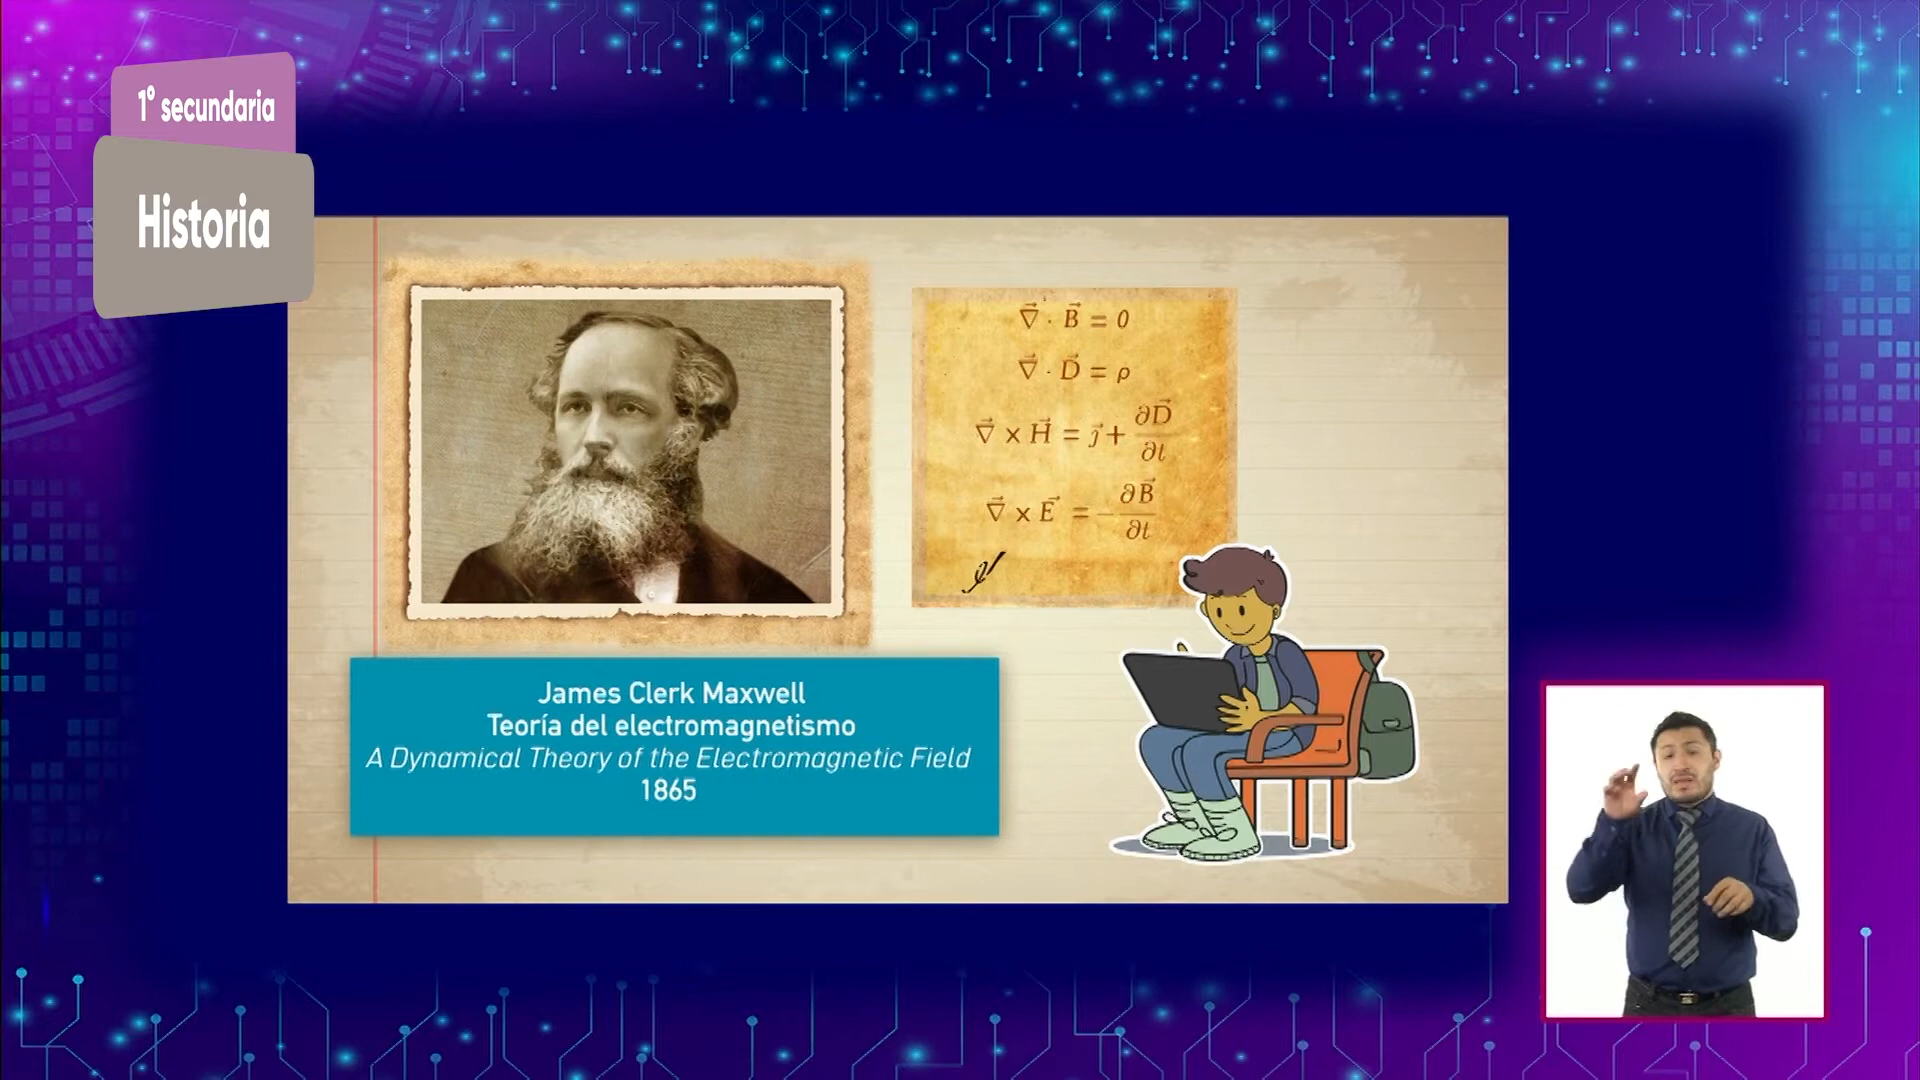 1° secundaria
Historia
∇⃗ · B⃗ = 0
∇⃗ · D⃗ = ρ
∇⃗ x H⃗ = j⃗ + ∂D⃗/∂t
∇⃗ x E⃗ = - ∂B⃗/∂t
James Clerk Maxwell
Teoría del electromagnetismo
A Dynamical Theory of the Electromagnetic Field
1865